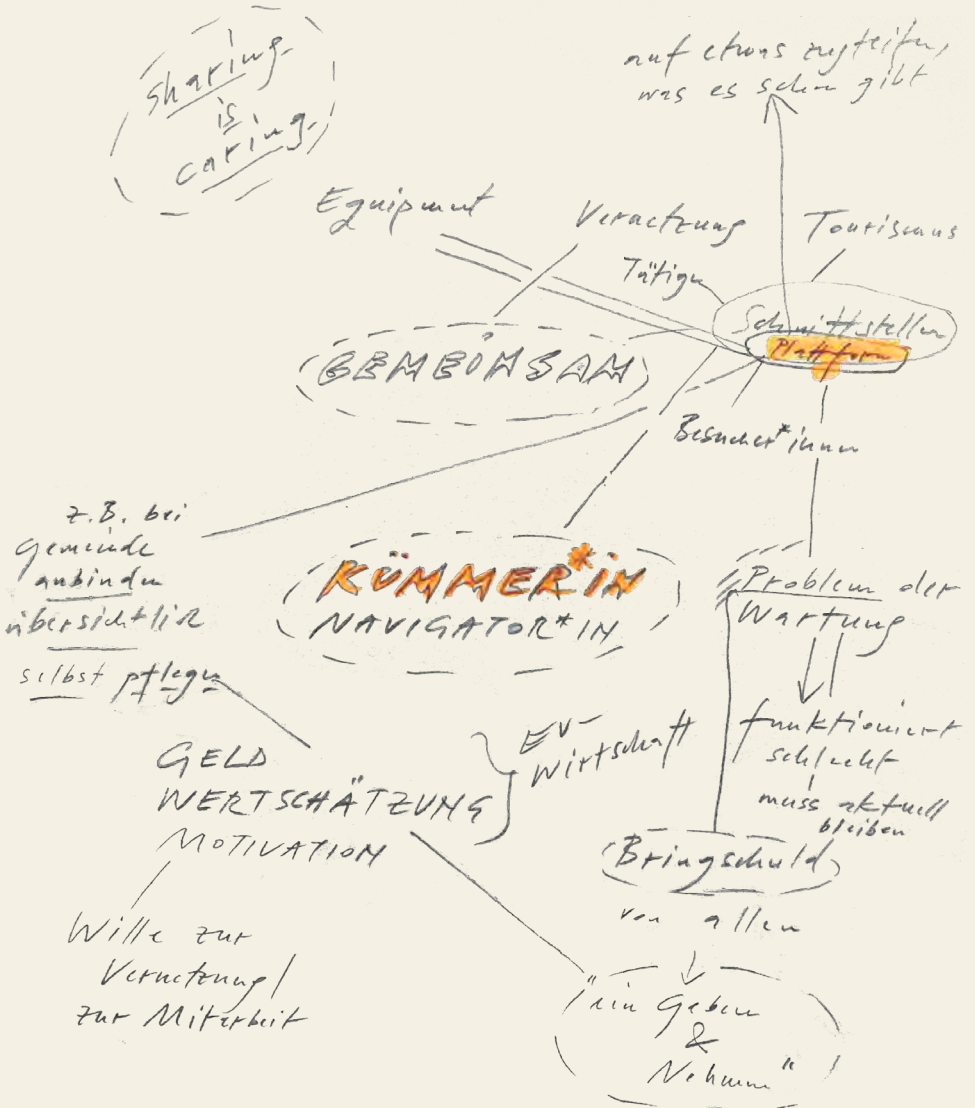 sharing
is
caring
auf etwas zugreifen,
was es schon gibt
Equipment
Vernetzung
Tourismus
Tätige
Schnittstellen
Plattform
GEMEINSAM
Besucher*innen
z.B. bei
Gemeinde
anbinden
übersichtlich
selbst pflegen
KÜMMER*IN
NAVIGATOR*IN
Problem der
Wartung
funktioniert
schlecht
muss aktuell
bleiben
GELD
WERTSCHÄTZUNG
MOTIVATION
EV-
Wirtschaft
Bringschuld
von allen
Wille zur
Vernetzung/
zur Mitarbeit
"ein Geben
&
Nehmen"